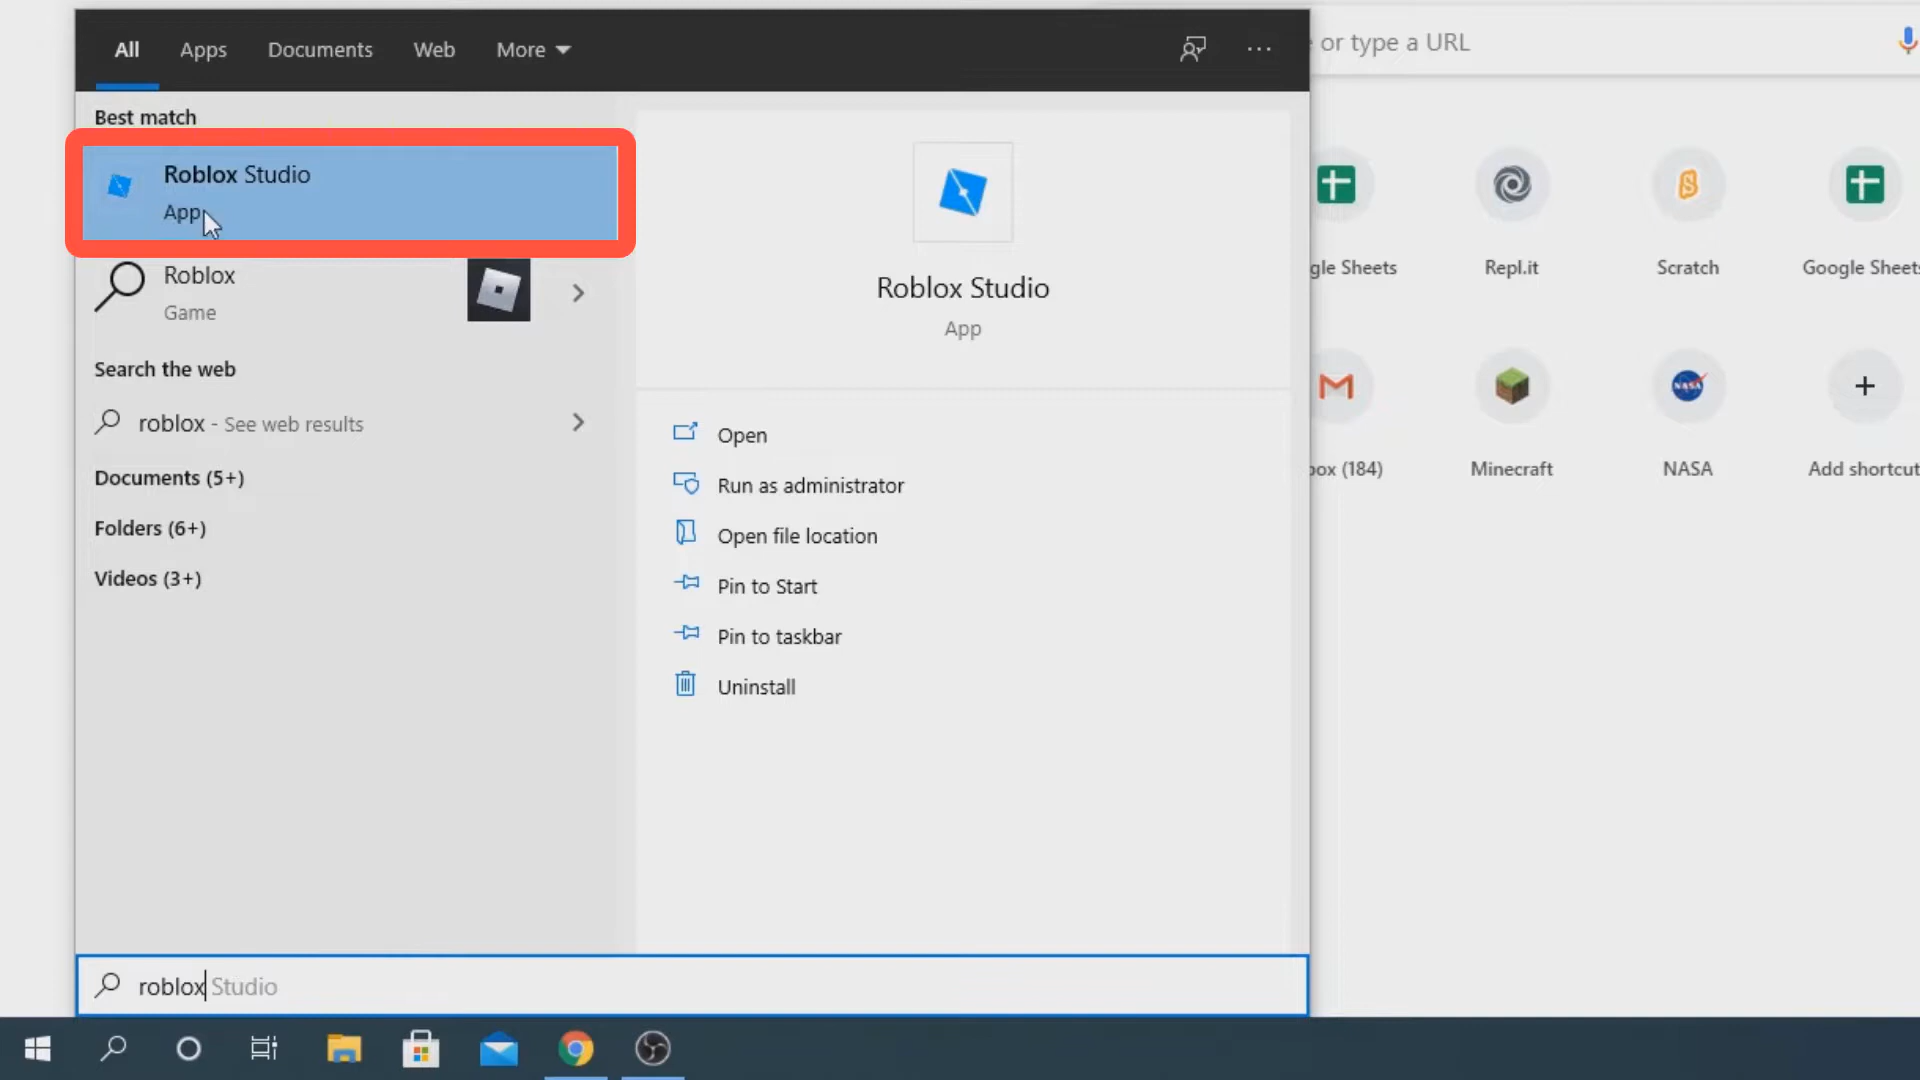 All
Apps
Documents
Web
More
or type a URL
Best match
Roblox Studio
App
Roblox
Game
Search the web
roblox - See web results
Documents (5+)
Folders (6+)
Videos (3+)
Roblox Studio
App
Open
Run as administrator
Open file location
Pin to Start
Pin to taskbar
Uninstall
gle Sheets
Repl.it
Scratch
Google Sheets
box (184)
Minecraft
NASA
NASA
Add shortcut
roblox Studio